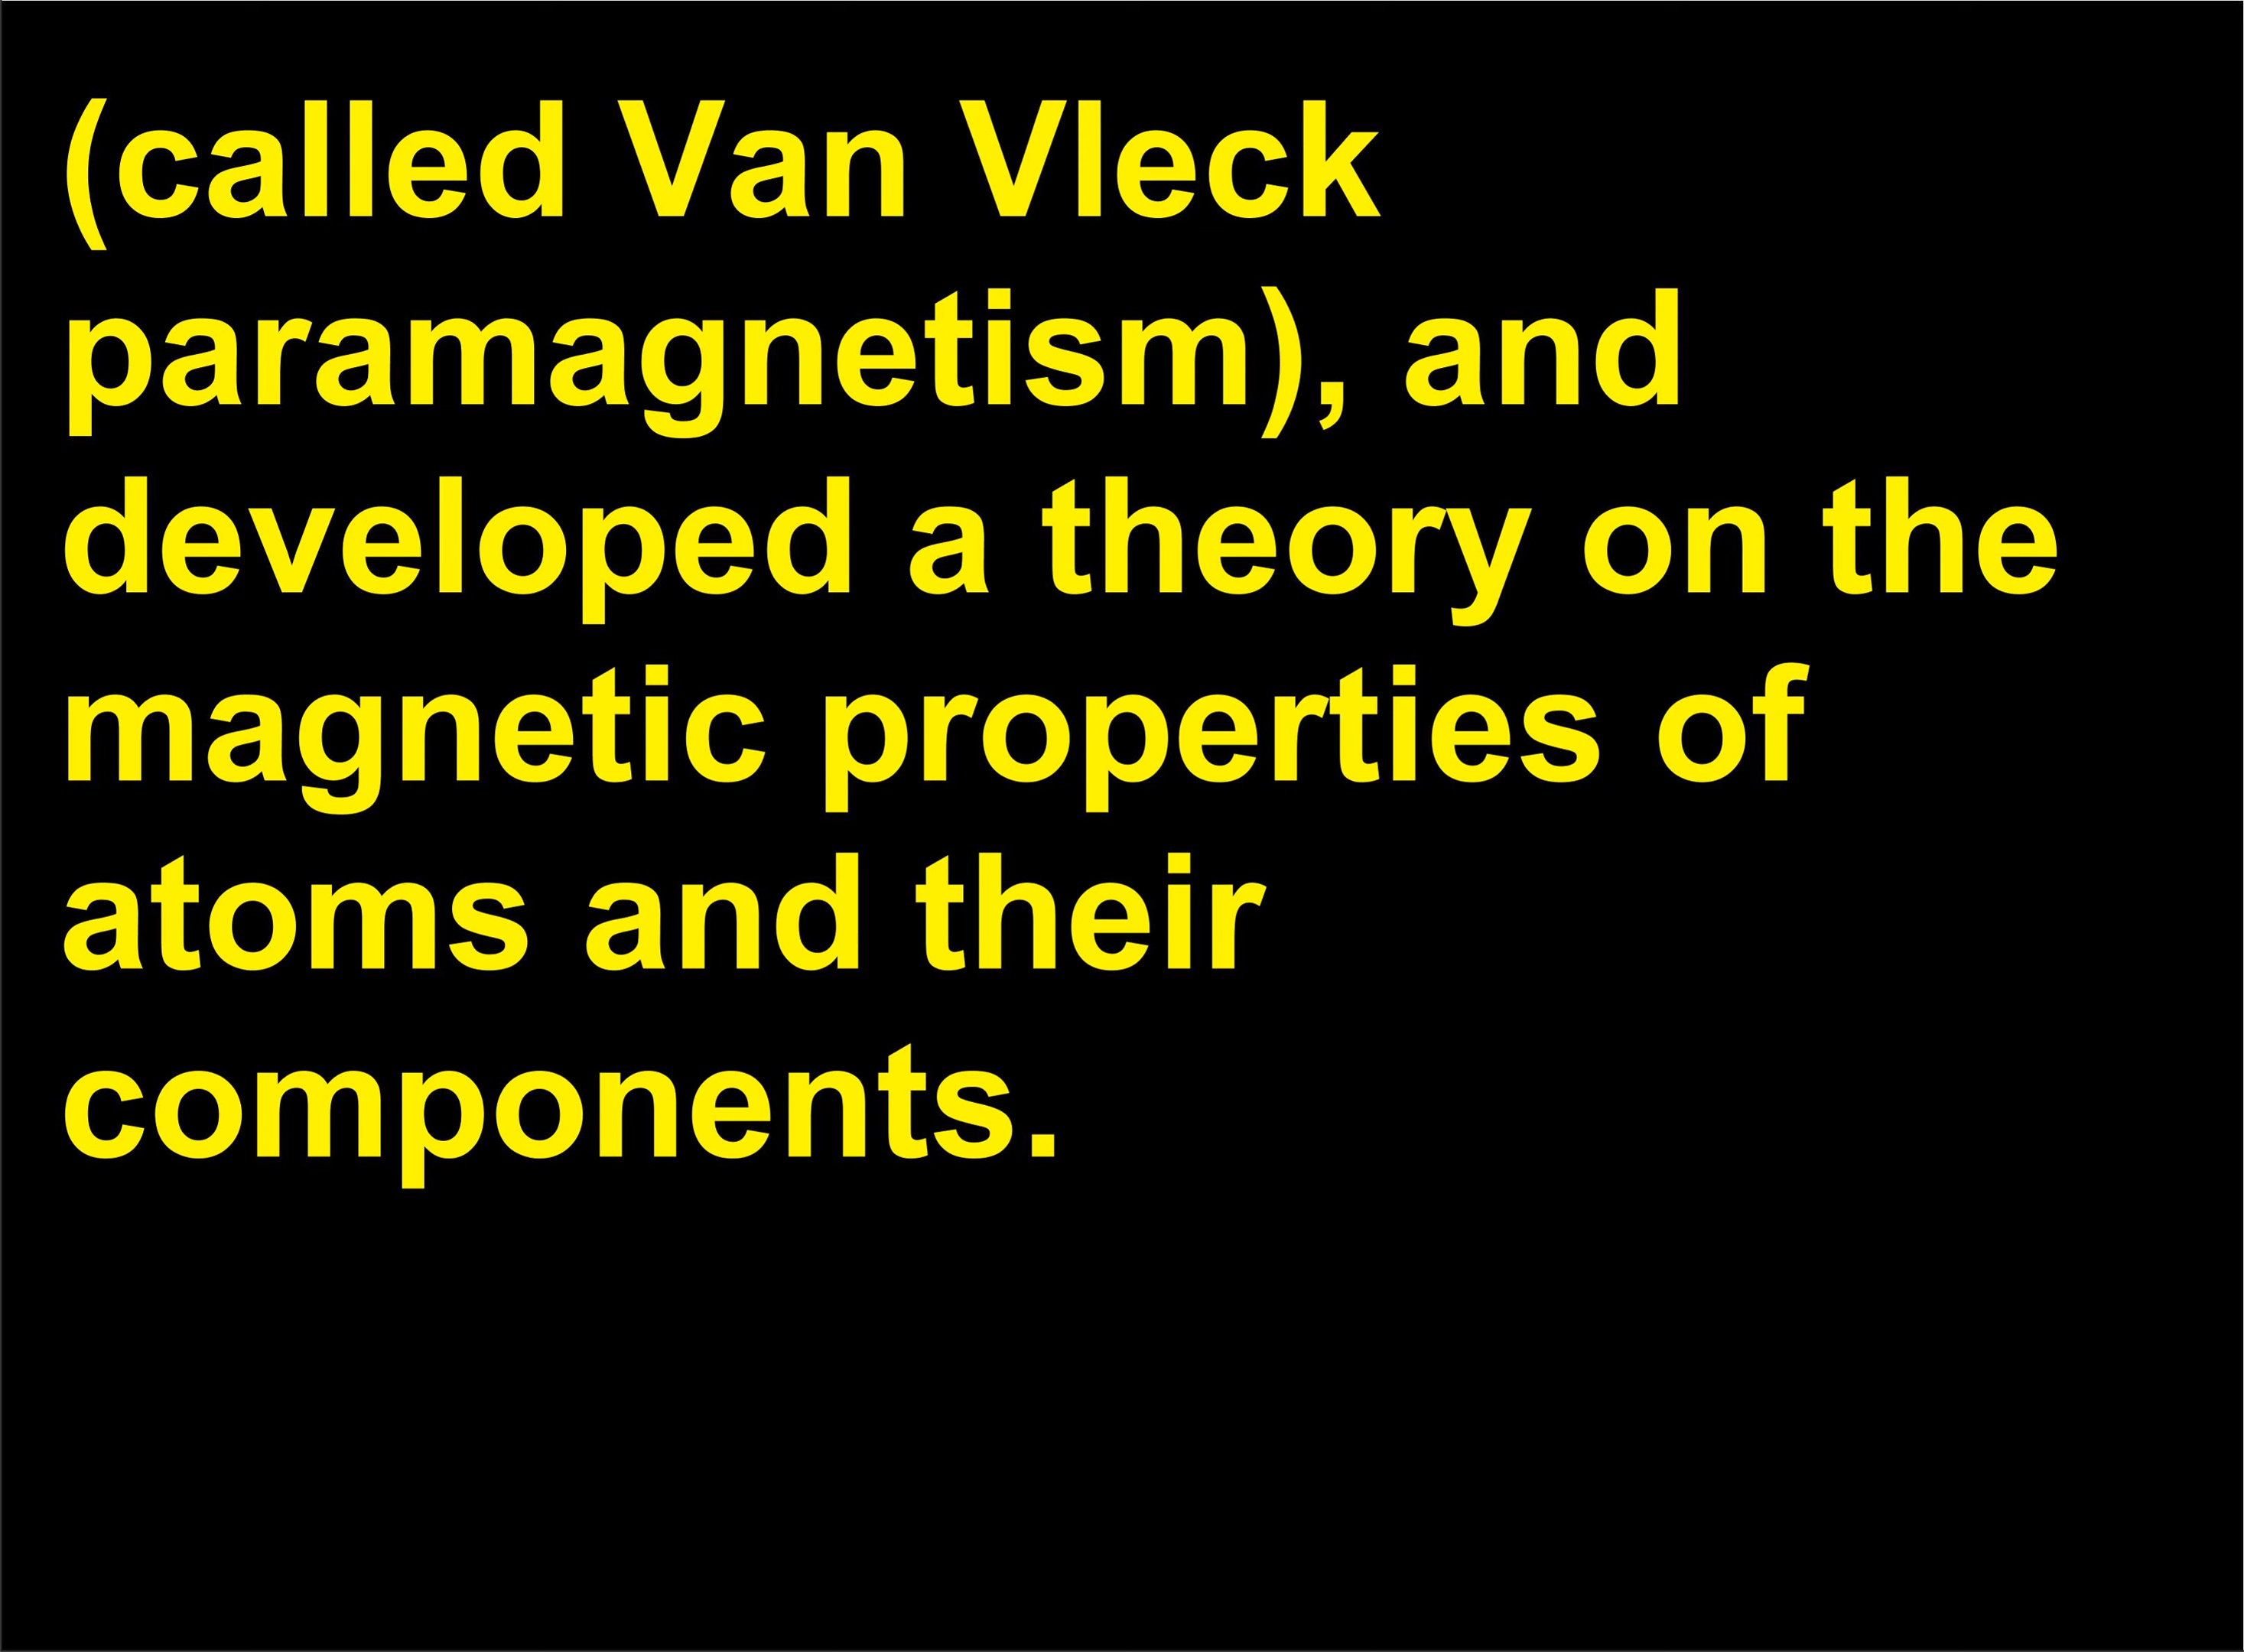 (called Van Vleck
paramagnetism), and
developed a theory on the
magnetic properties of
atoms and their
components.